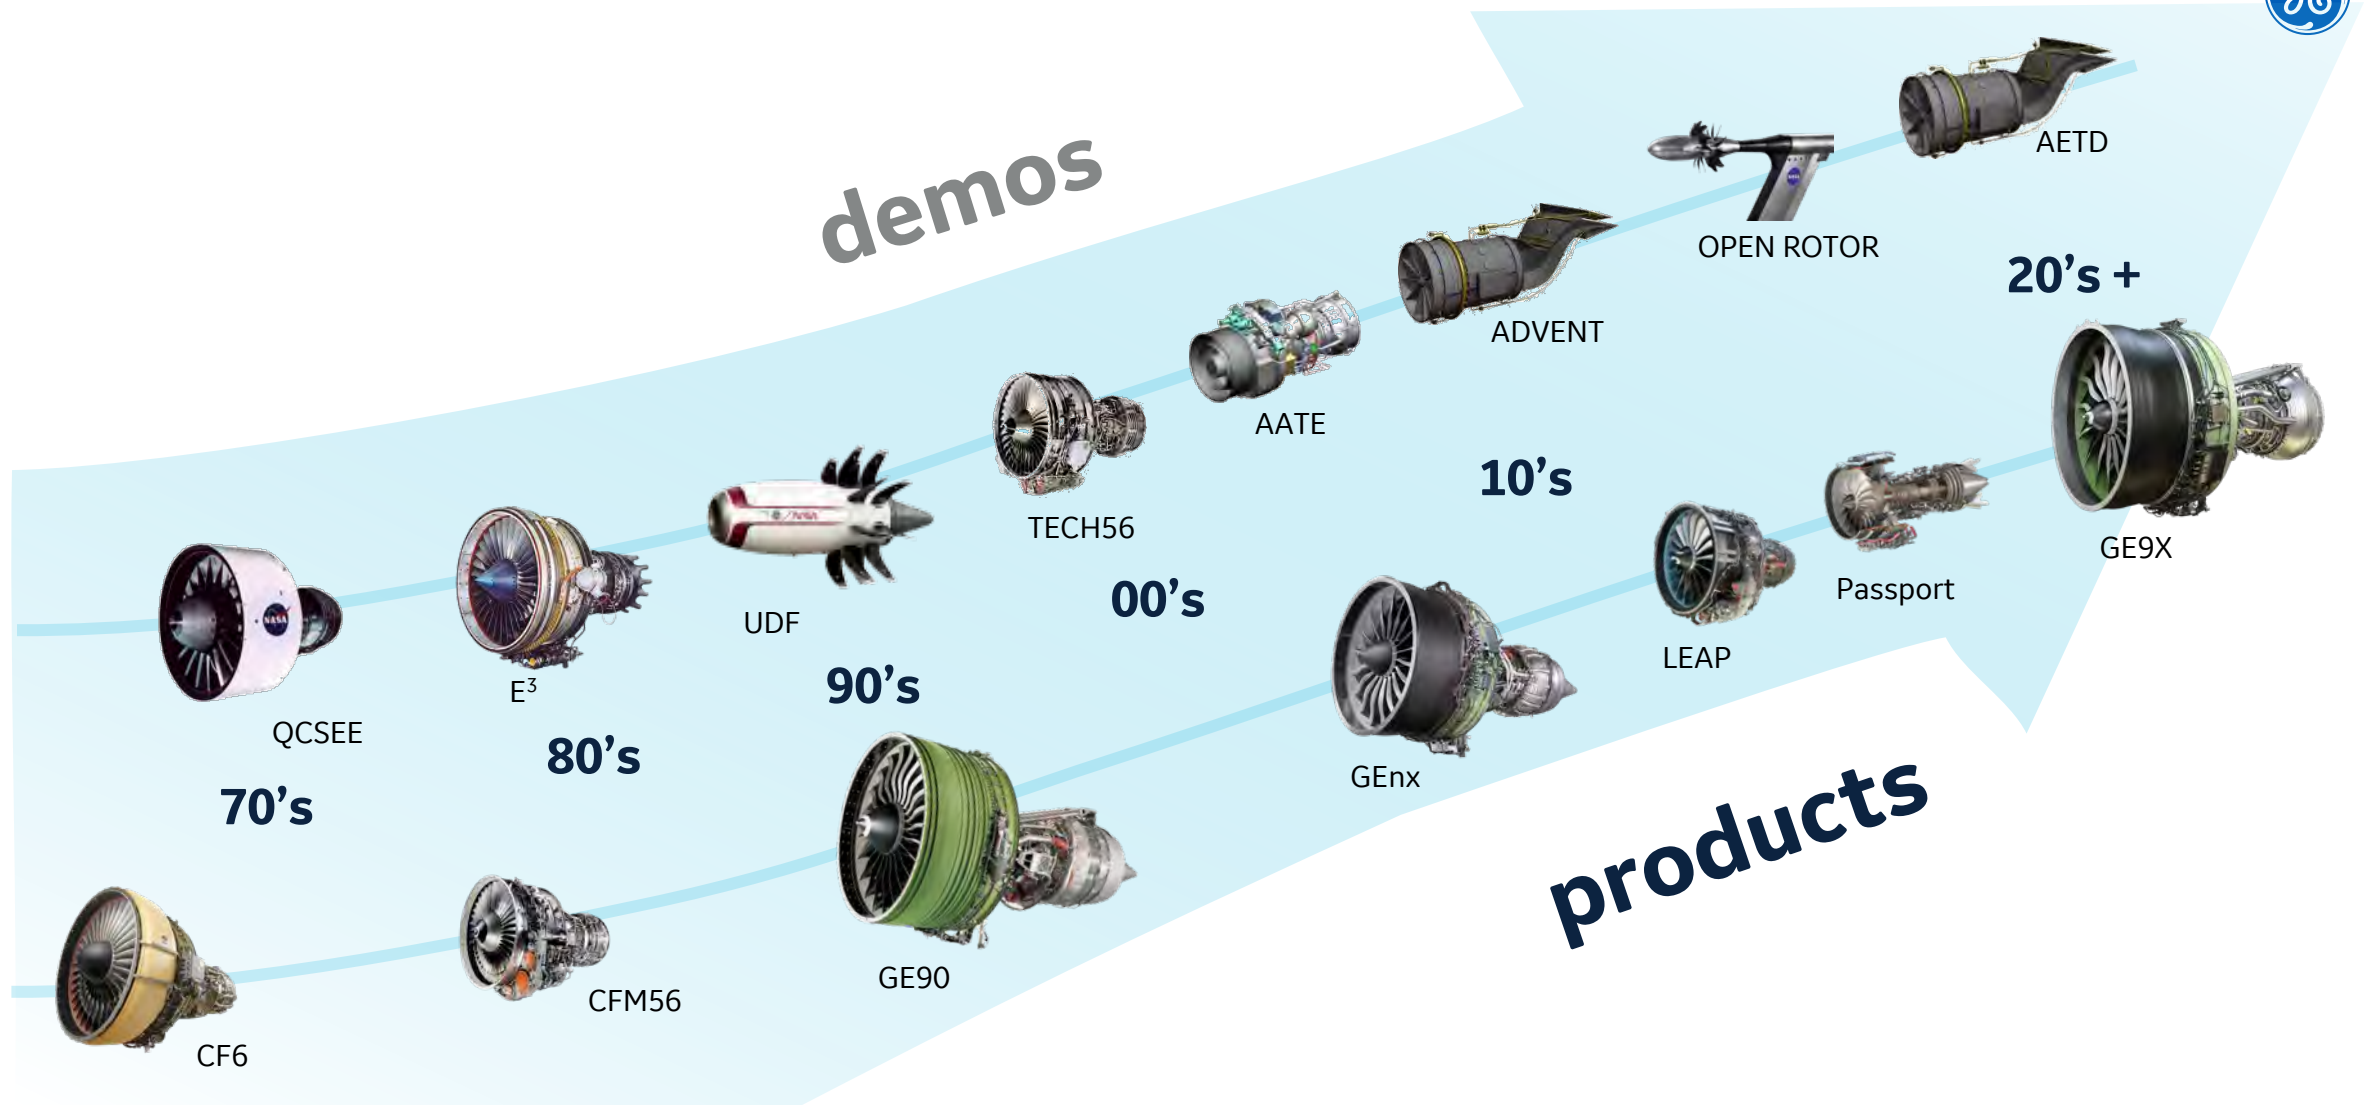 demos
AETD
OPEN ROTOR
20's +
ADVENT
AATE
10's
TECH56
GE9X
Passport
00's
UDF
LEAP
NASA
E³
90's
QCSEE
80's
GEnx
70's
products
GE90
CFM56
CF6